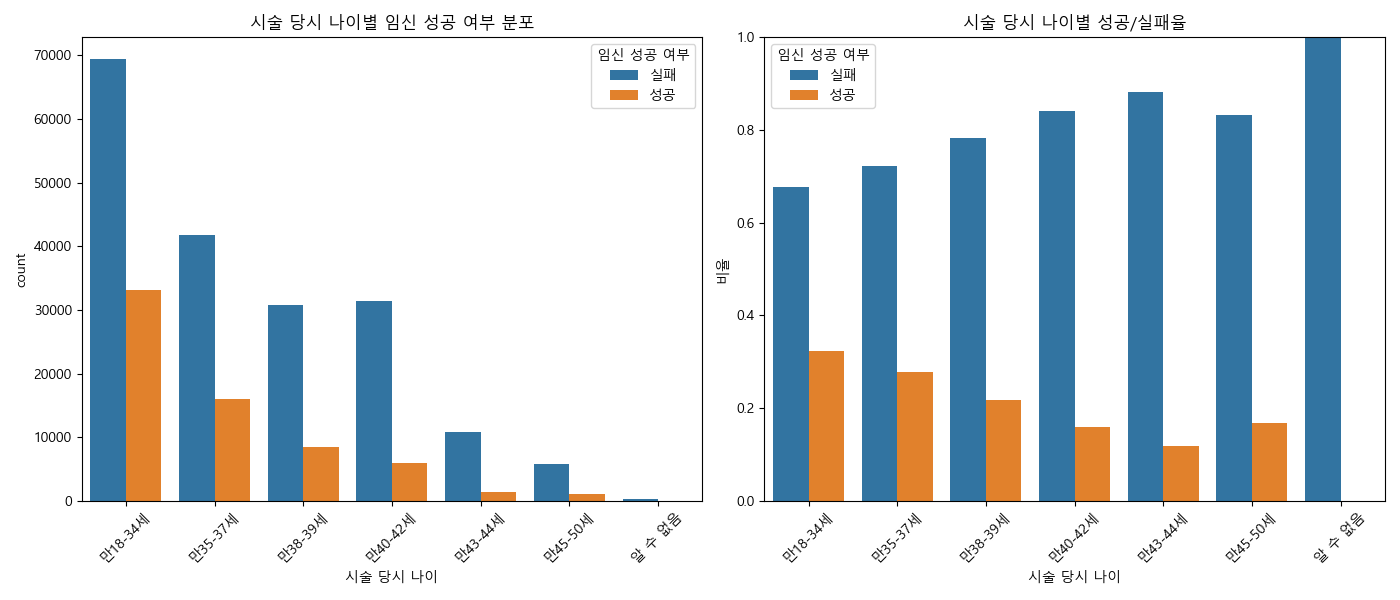 시술 당시 나이별 임신 성공 여부 분포
임신 성공 여부
실패
성공
70000
60000
50000
40000
30000
20000
10000
0
count
만18-34세
만35-37세
만38-39세
만40-42세
만43-44세
만45-50세
알 수 없음
시술 당시 나이
시술 당시 나이별 성공/실패율
임신 성공 여부
실패
성공
1.0
0.8
0.6
0.4
0.2
0.0
비율
만18-34세
만35-37세
만38-39세
만40-42세
만43-44세
만45-50세
알 수 없음
시술 당시 나이